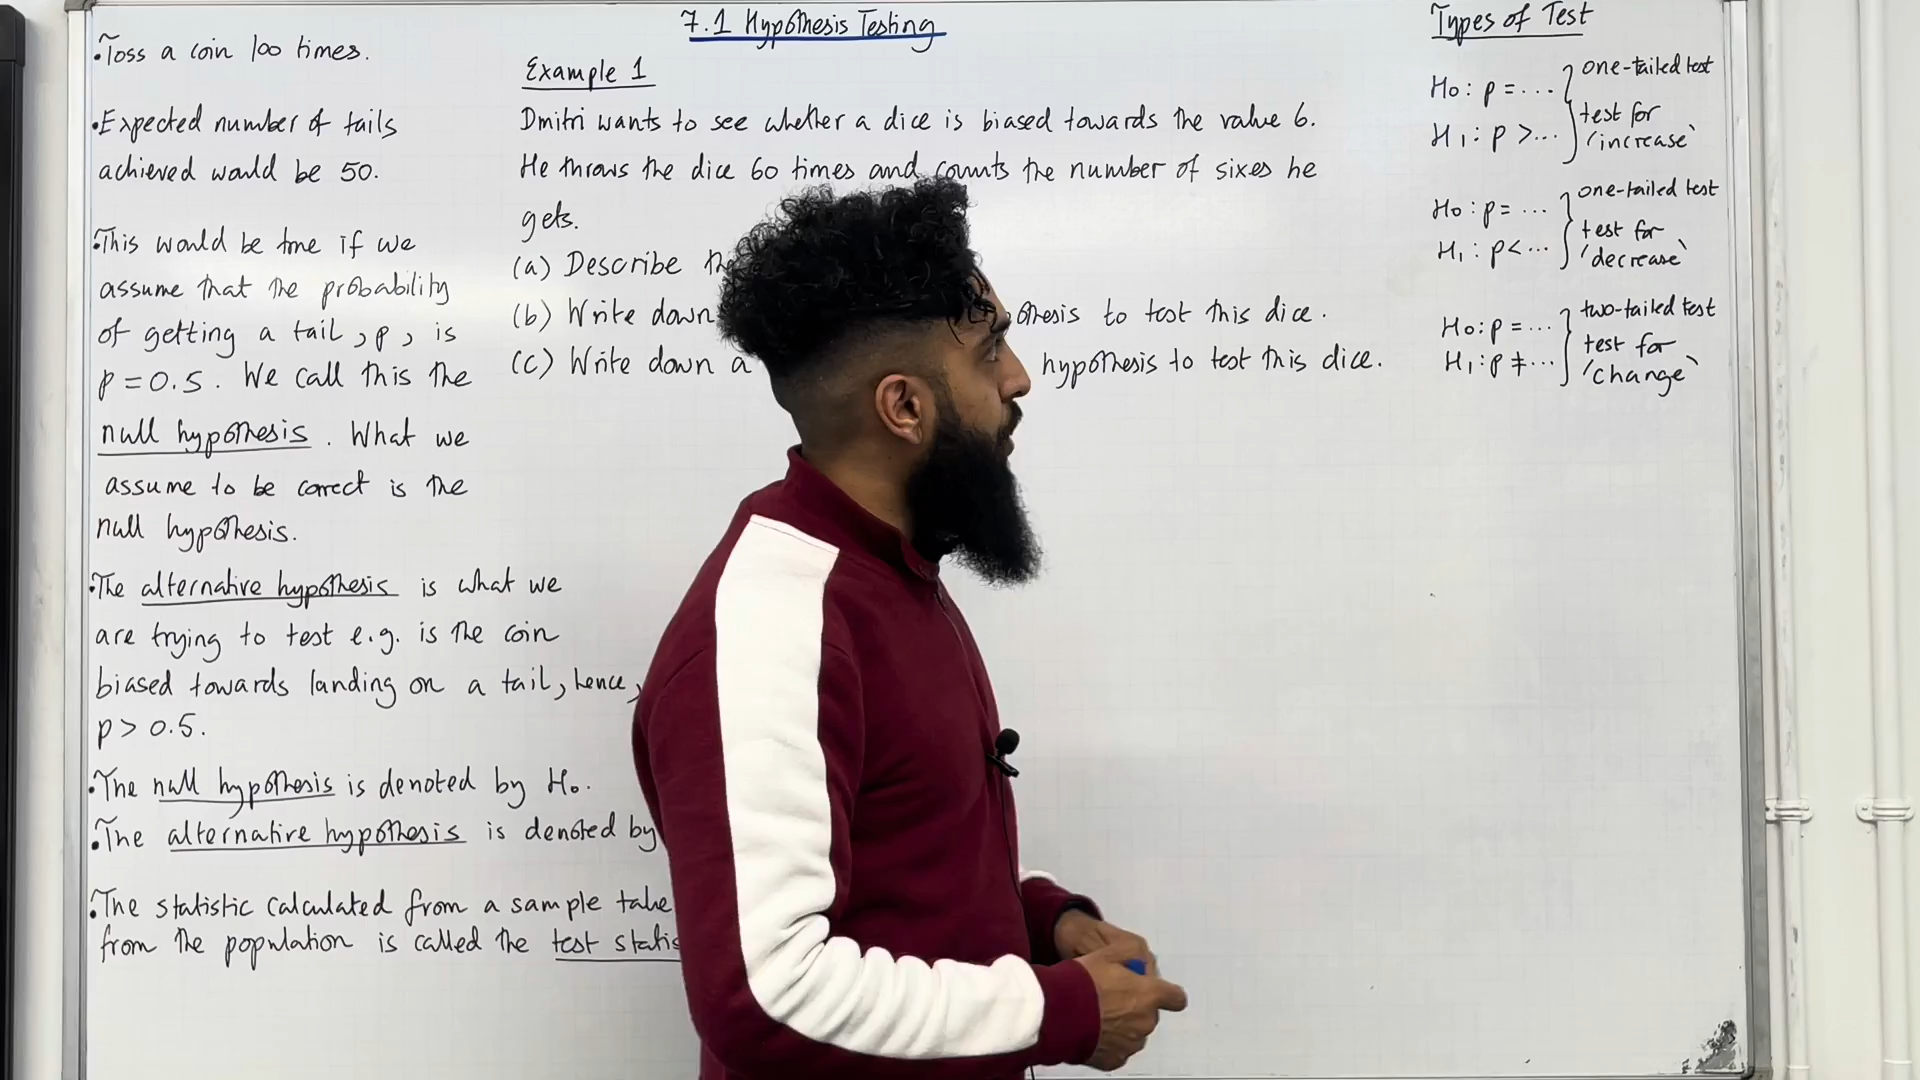 7.1 Hypothesis Testing
• Toss a coin 100 times.
• Expected number of tails
achieved would be 50.
• This would be true if we
assume that the probability
of getting a tail, p, is
p = 0.5. We call this the
null hypothesis. What we
assume to be correct is the
null hypothesis.
• The alternative hypothesis is what we
are trying to test e.g. is the coin
biased towards landing on a tail, hence,
p > 0.5.
• The null hypothesis is denoted by H₀.
• The alternative hypothesis is denoted by
• The statistic calculated from a sample take
from the population is called the test statis
Example 1
Dmitri wants to see whether a dice is biased towards the value 6.
He throws the dice 60 times and counts the number of sixes he
gets.
(a) Describe the
(b) Write down othesis to test this dice.
(c) Write down a hypothesis to test this dice.
Types of Test
H₀: p = ... } one-tailed test
H₁: p > ... test for
'increase'
H₀: p = ... } one-tailed test
H₁: p < ... test for
'decrease'
H₀: p = ... } two-tailed test
H₁: p ≠ ... test for
'change'